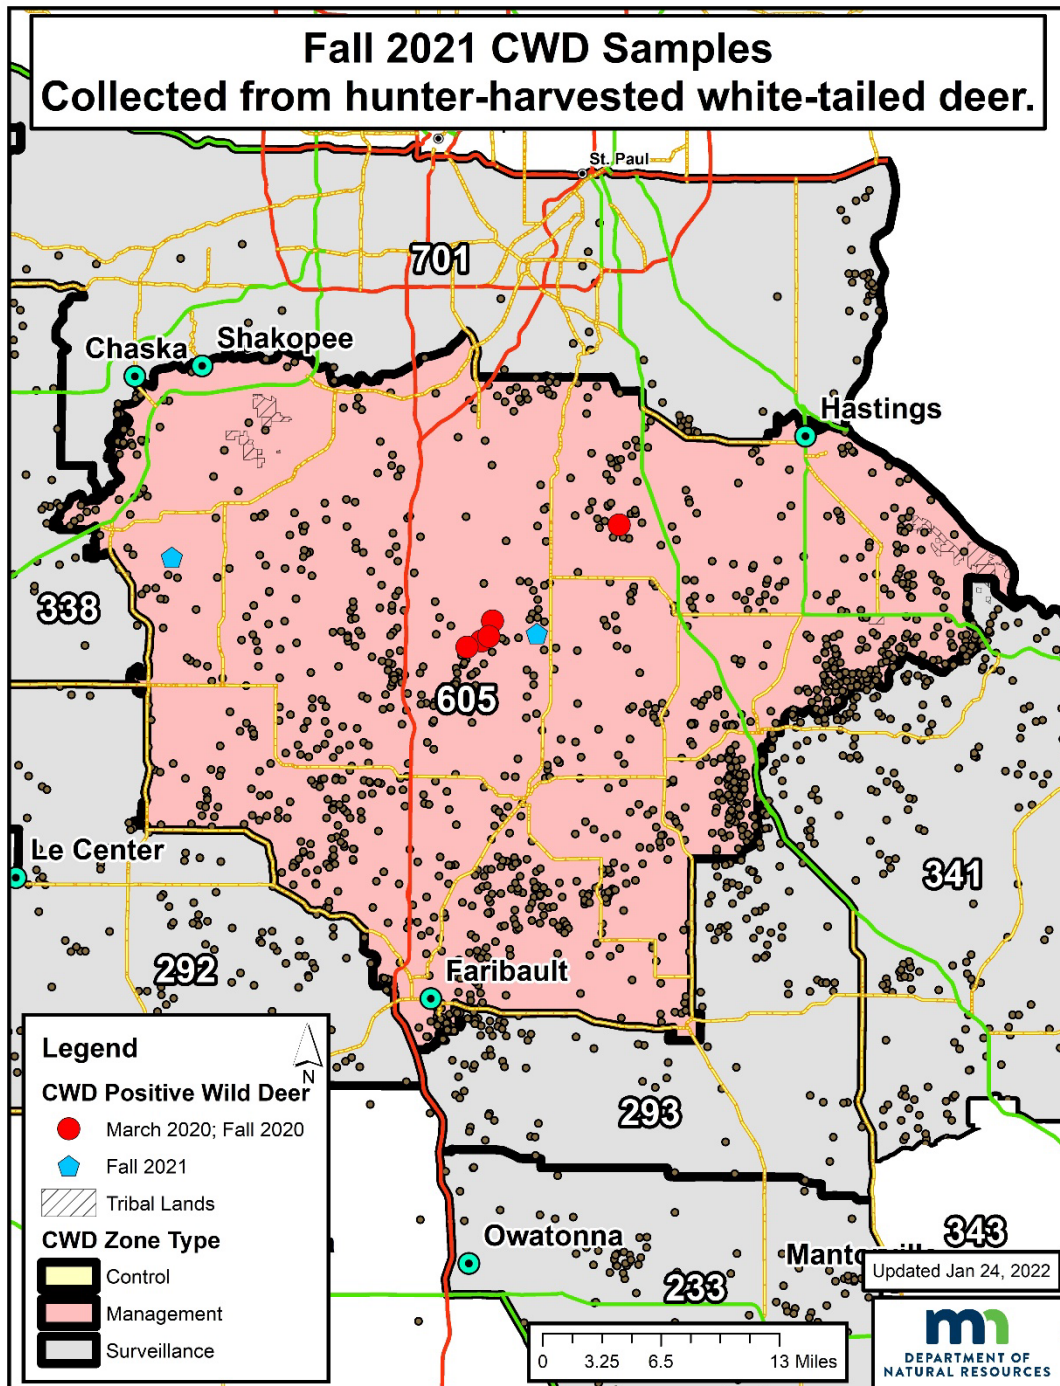 Fall 2021 CWD Samples
Collected from hunter-harvested white-tailed deer.
St. Paul
701
Chaska
Shakopee
Hastings
338
605
Le Center
341
292
Faribault
293
Owatonna
343
233
Legend
N
CWD Positive Wild Deer
March 2020; Fall 2020
Fall 2021
Tribal Lands
CWD Zone Type
Control
Management
Surveillance
Updated Jan 24, 2022
0 3.25 6.5 13 Miles
mn
DEPARTMENT OF
NATURAL RESOURCES